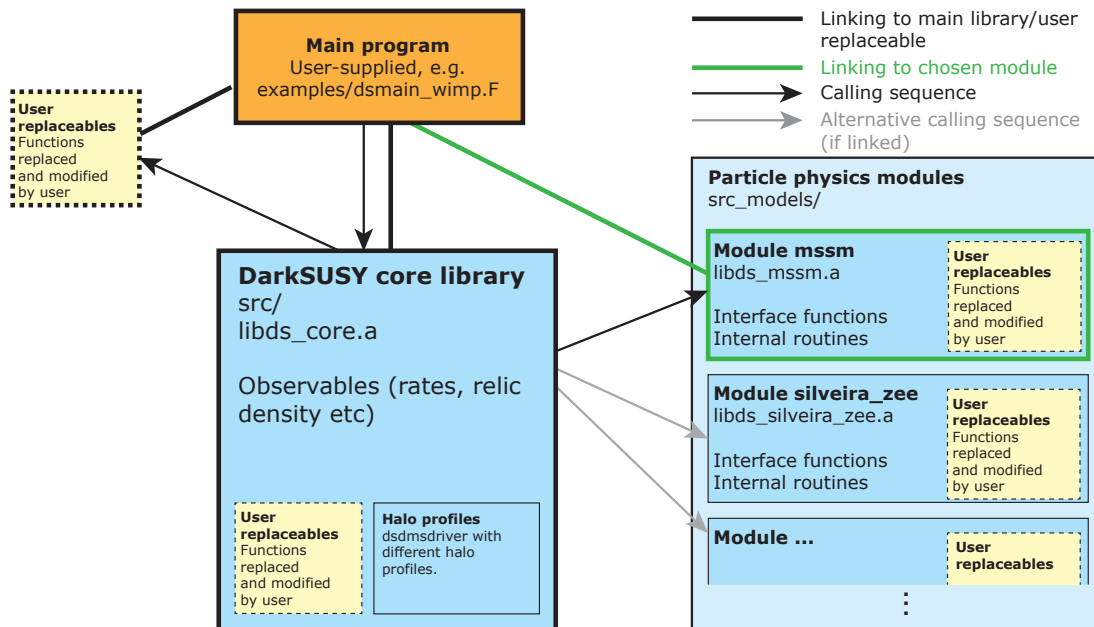 Main program
User-supplied, e.g.
examples/dsmain_wimp.F
Linking to main library/user
replaceable
Linking to chosen module
Calling sequence
Alternative calling sequence
(if linked)
User
replaceables
Functions
replaced
and modified
by user
DarkSUSY core library
src/
libds_core.a
Observables (rates, relic
density etc)
User
replaceables
Functions
replaced
and modified
by user
Halo profiles
dsdmsdriver with
different halo
profiles.
Particle physics modules
src_models/
Module mssm
libds_mssm.a
Interface functions
Internal routines
User
replaceables
Functions
replaced
and modified
by user
Module silveira_zee
libds_silveira_zee.a
Interface functions
Internal routines
User
replaceables
Functions
replaced
and modified
by user
Module ...
User
replaceables
⋮